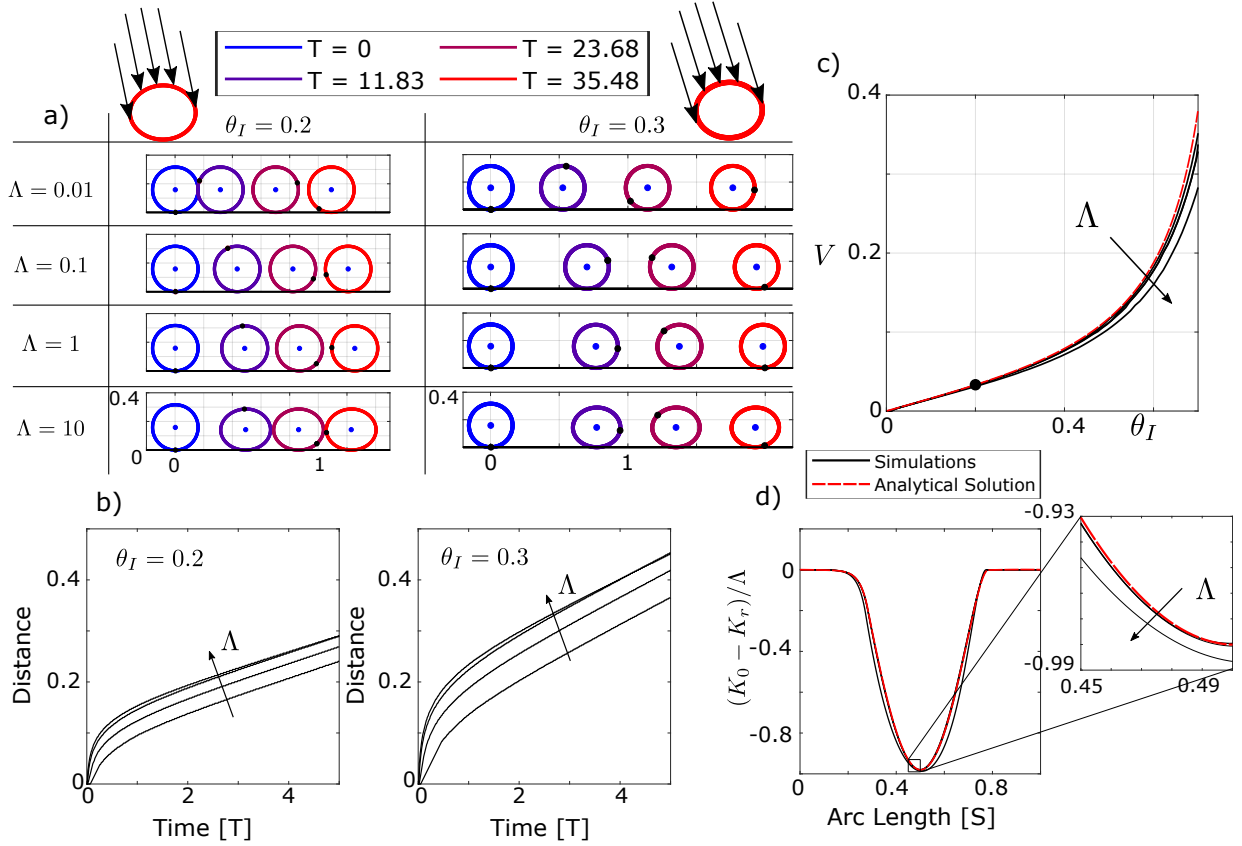 T = 0
T = 23.68
T = 11.83
T = 35.48
a)
θ_I = 0.2
θ_I = 0.3
Λ = 0.01
Λ = 0.1
Λ = 1
Λ = 10
0.4
0
0
1
0
1
b)
θ_I = 0.2
Λ
Distance
0.4
0.2
0
0
2
4
Time [T]
θ_I = 0.3
Λ
Distance
0.4
0.2
0
0
2
4
Time [T]
c)
V
0.4
0.2
0
0
0.4
θ_I
Λ
Simulations
Analytical Solution
d)
(K_0 − K_r)/Λ
0
-0.4
-0.8
0
0.4
0.8
Arc Length [S]
-0.93
-0.99
0.45
0.49
Λ